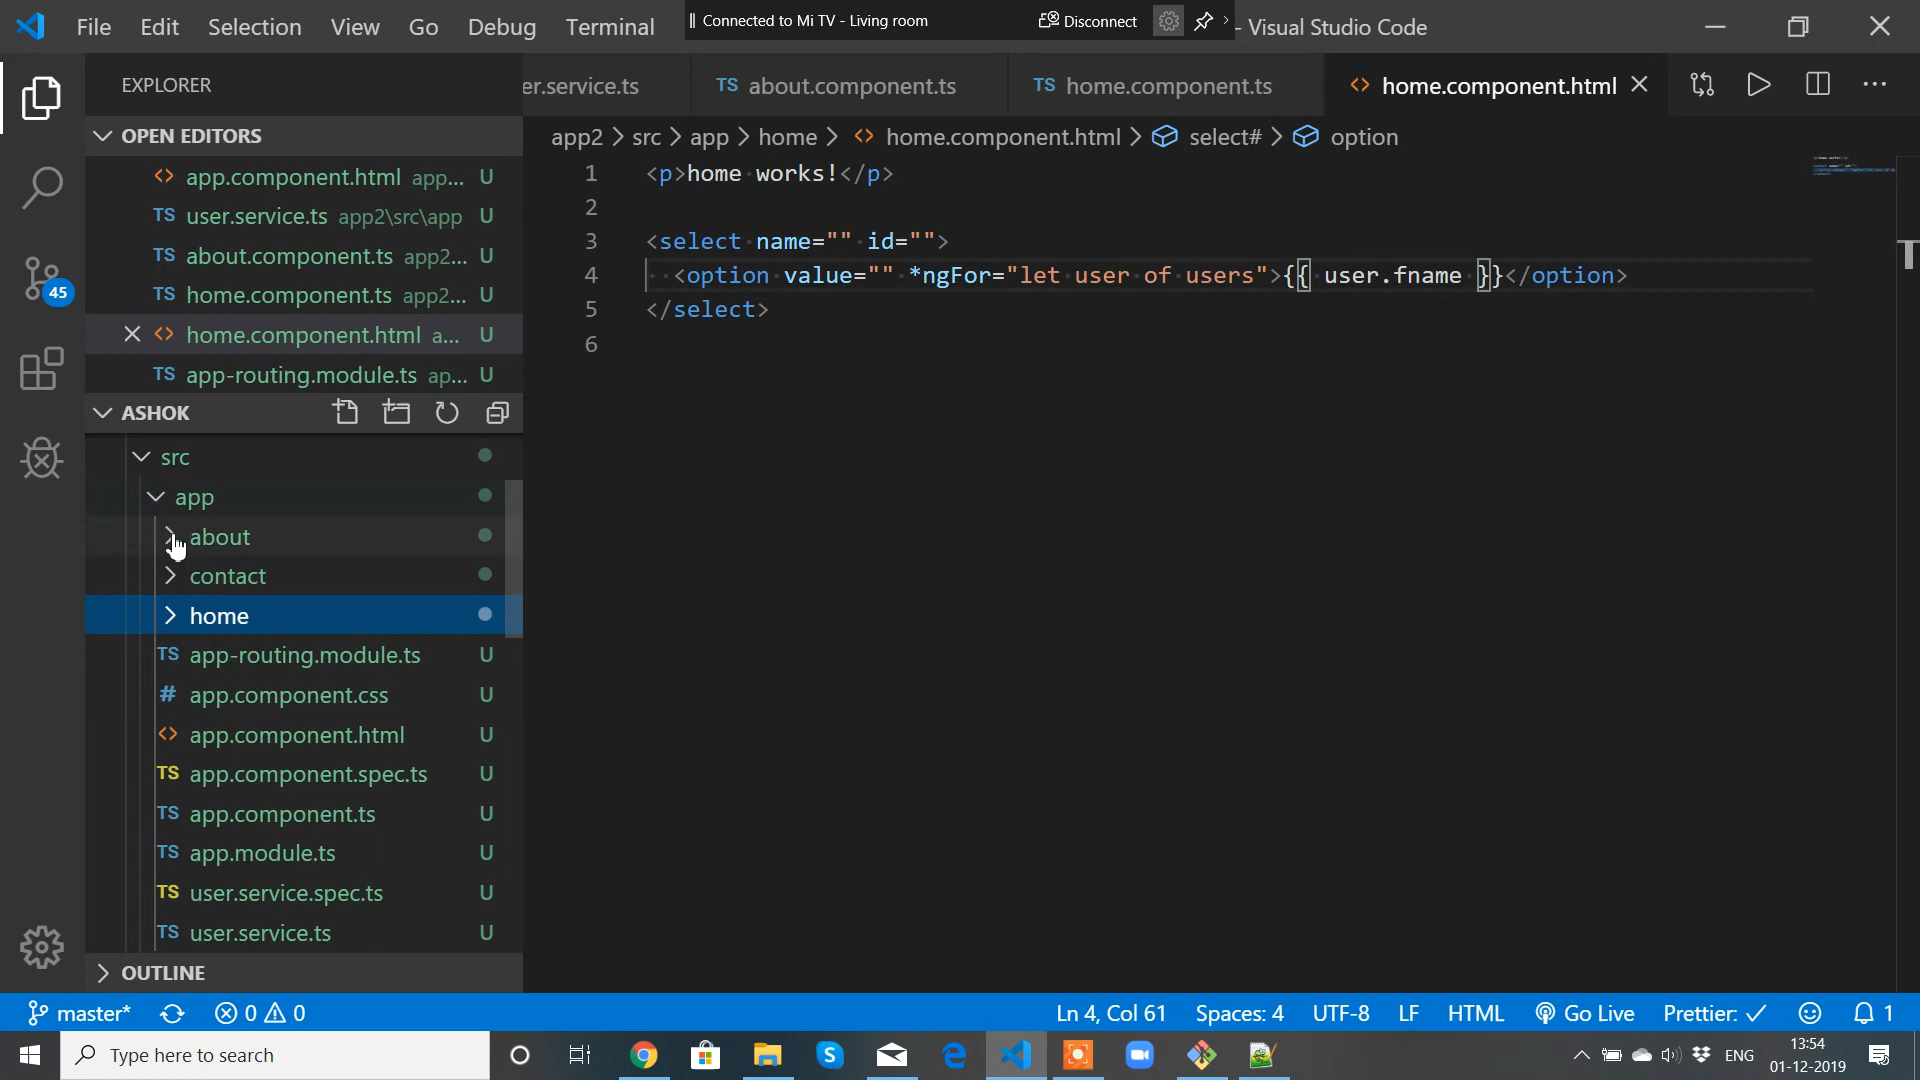 File Edit Selection View Go Debug Terminal
Connected to Mi TV - Living room Disconnect
- Visual Studio Code
EXPLORER
er.service.ts
TS about.component.ts
TS home.component.ts
<> home.component.html
OPEN EDITORS
<> app.component.html app... U
TS user.service.ts app2\src\app U
TS about.component.ts app2... U
TS home.component.ts app2... U
<> home.component.html a... U
TS app-routing.module.ts ap... U
app2 > src > app > home > <> home.component.html > select# > option
1 <p>home works!</p>
2
3 <select name="" id="">
4 <option value="" *ngFor="let user of users">{{ user.fname }}</option>
5 </select>
6
45
ASHOK
src
app
about
contact
home
TS app-routing.module.ts U
# app.component.css U
<> app.component.html U
TS app.component.spec.ts U
TS app.component.ts U
TS app.module.ts U
TS user.service.spec.ts U
TS user.service.ts U
OUTLINE
master* 0 0 Ln 4, Col 61 Spaces: 4 UTF-8 LF HTML Go Live Prettier: ✓ 1
Type here to search
ENG
13:54
01-12-2019